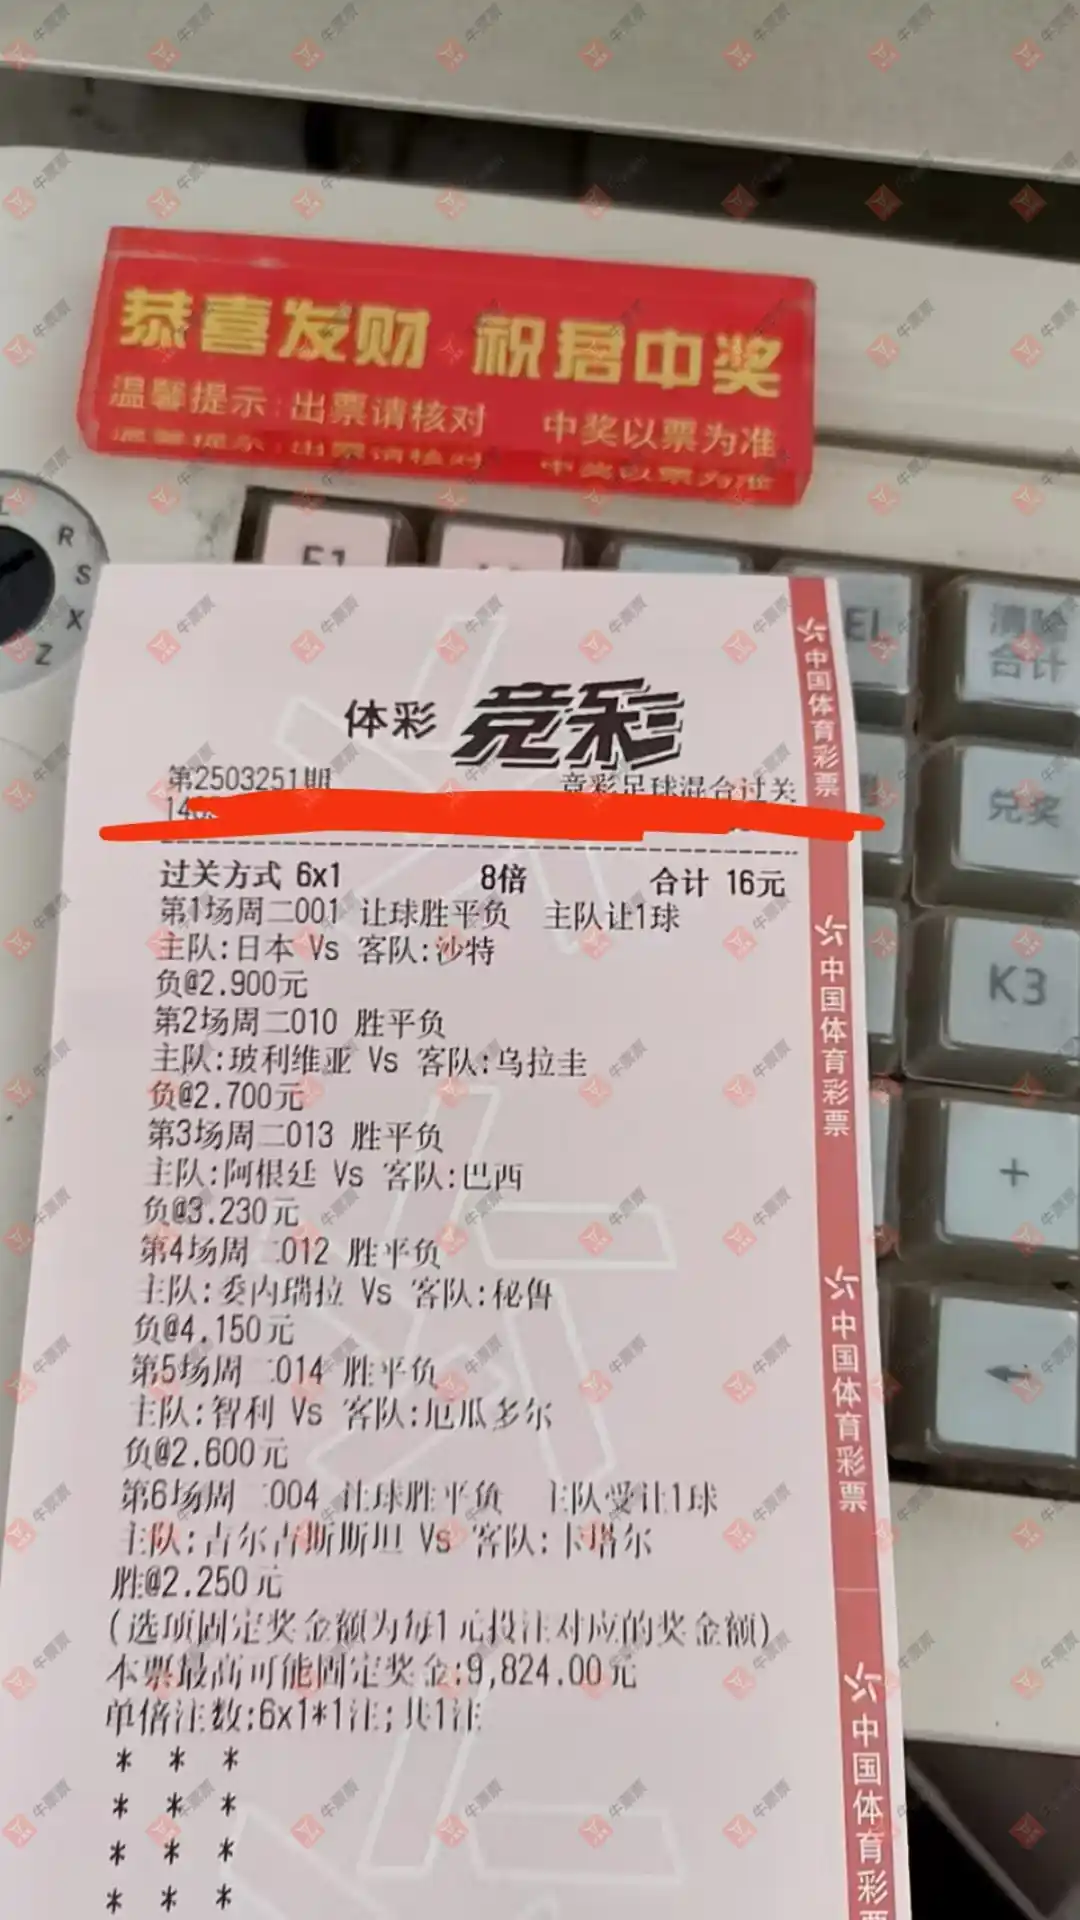 恭喜发财 祝君中奖
温馨提示:出票请核对 中奖以票为准
L
R
S
X
Z
F1
EI
清除
合计
兑奖
K3
+
体彩 竞彩
第2503251期 竞彩足球混合过关
14
过关方式 6x1 8倍 合计 16元
第1场周二001 让球胜平负 主队让1球
主队:日本 Vs 客队:沙特
负@2.900元
第2场周二010 胜平负
主队:玻利维亚 Vs 客队:乌拉圭
负@2.700元
第3场周二013 胜平负
主队:阿根廷 Vs 客队:巴西
负@3.230元
第4场周二012 胜平负
主队:委内瑞拉 Vs 客队:秘鲁
负@4.150元
第5场周二014 胜平负
主队:智利 Vs 客队:厄瓜多尔
负@2.600元
第6场周二004 让球胜平负 主队受让1球
主队:吉尔吉斯斯坦 Vs 客队:卡塔尔
胜@2.250元
(选项固定奖金额为每1元投注对应的奖金额)
本票最高可能固定奖金:9,824.00元
单倍注数:6x1*1注;共1注
* * *
* * *
* * *
* * *
中国体育彩票
中国体育彩票
中国体育彩票
中国体育彩票
牛票票